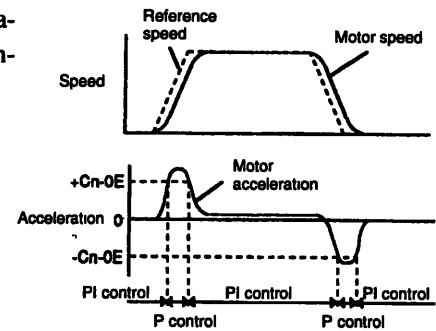 a-
n-
Reference
speed
Motor speed
Speed
Motor
acceleration
+Cn-0E
Acceleration 0
-Cn-0E
PI control PI control PI control
P control P control